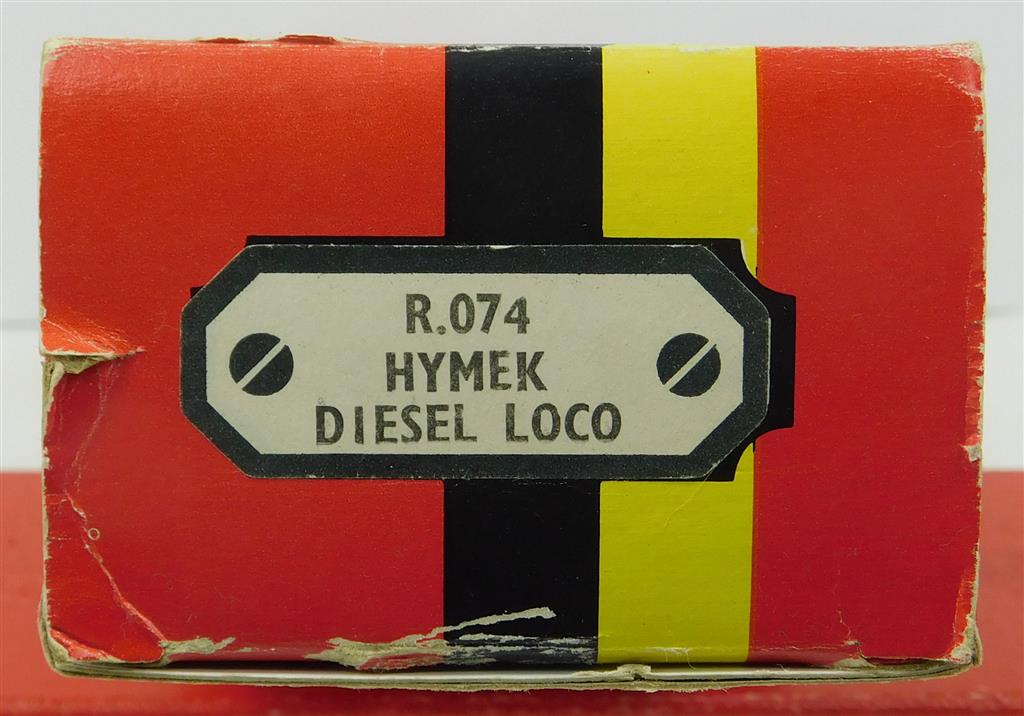 R.074
HYMEK
DIESEL LOCO